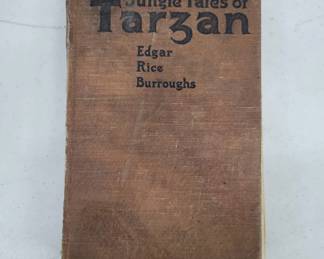 Jungle Tales of
Tarzan
Edgar
Rice
Burroughs